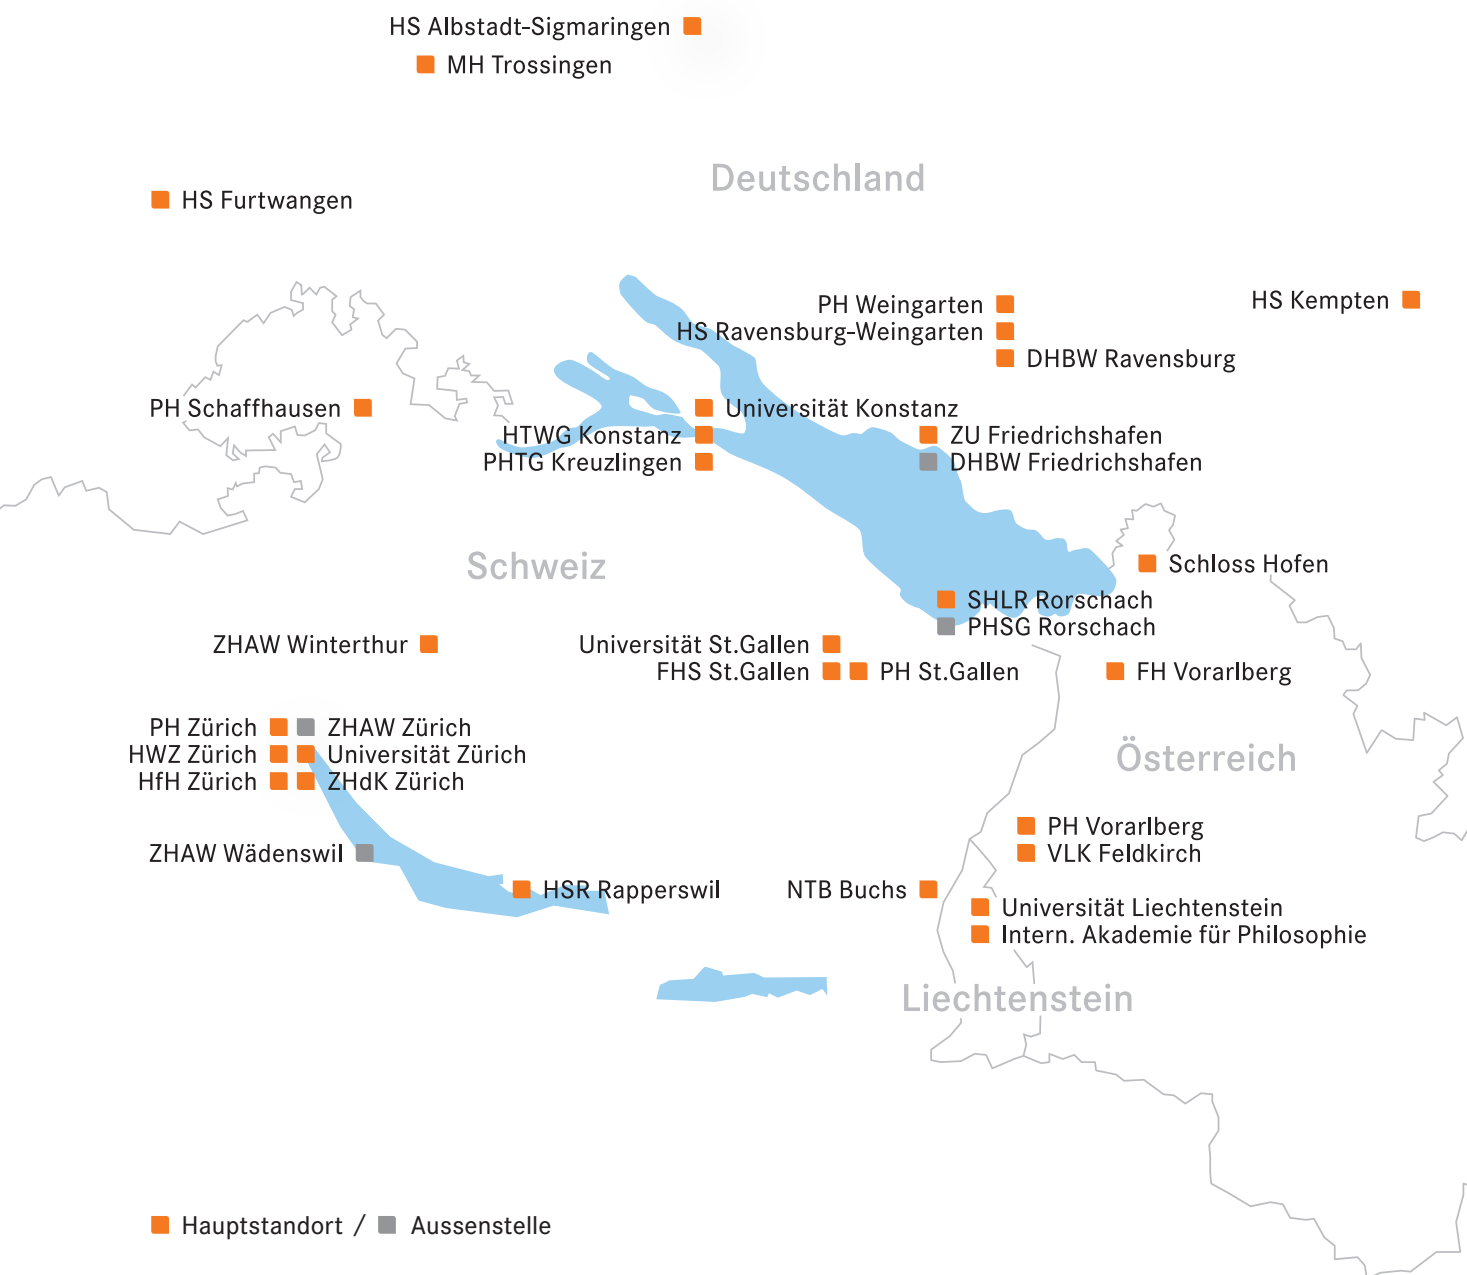 HS Albstadt-Sigmaringen
MH Trossingen
Deutschland
HS Furtwangen
PH Weingarten
HS Kempten
HS Ravensburg-Weingarten
DHBW Ravensburg
PH Schaffhausen
Universität Konstanz
HTWG Konstanz
ZU Friedrichshafen
PHTG Kreuzlingen
DHBW Friedrichshafen
Schweiz
Schloss Hofen
SHLR Rorschach
PHSG Rorschach
ZHAW Winterthur
Universität St.Gallen
FHS St.Gallen
PH St.Gallen
FH Vorarlberg
PH Zürich
ZHAW Zürich
HWZ Zürich
Universität Zürich
Österreich
HfH Zürich
ZHdK Zürich
PH Vorarlberg
ZHAW Wädenswil
VLK Feldkirch
HSR Rapperswil
NTB Buchs
Universität Liechtenstein
Intern. Akademie für Philosophie
Liechtenstein
Hauptstandort / Aussenstelle